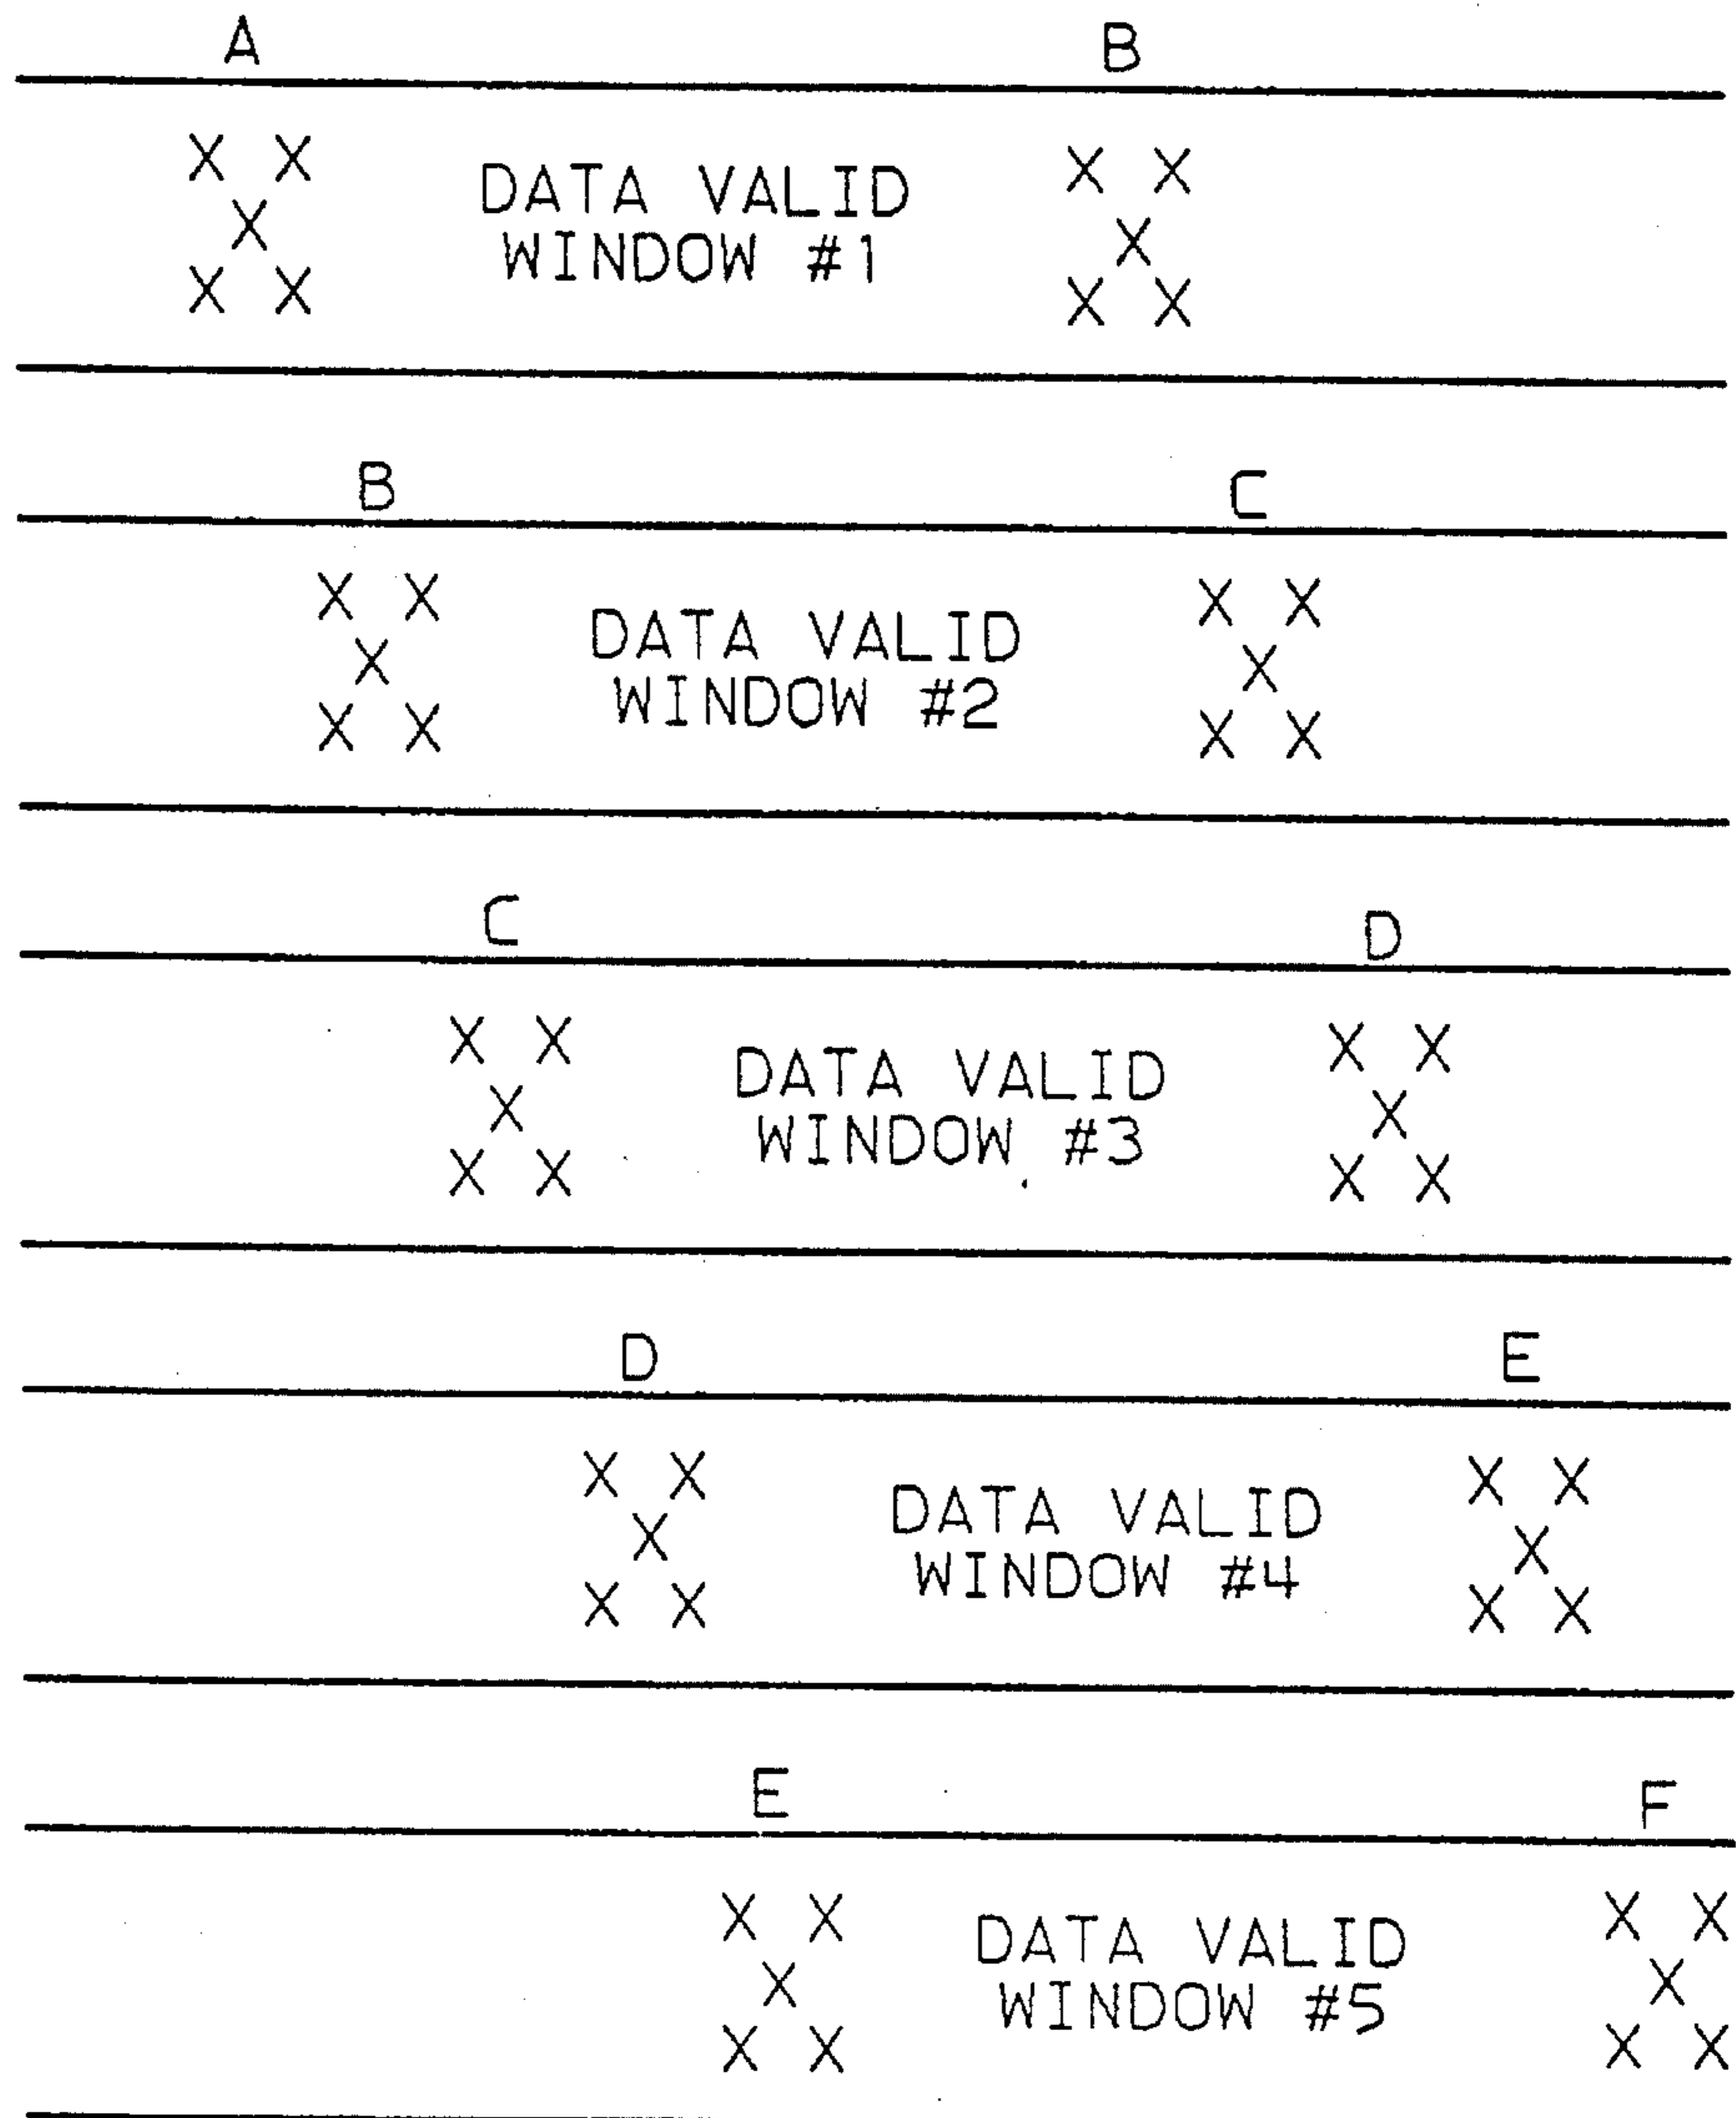 A B
X X X X
DATA VALID
X X
WINDOW #1
X X X X
B C
X X X X
DATA VALID
X X
WINDOW #2
X X X X
C D
X X X X
DATA VALID
X X
WINDOW #3
X X X X
D E
X X X X
DATA VALID
X X
WINDOW #4
X X X X
E F
X X X X
DATA VALID
X X
WINDOW #5
X X X X